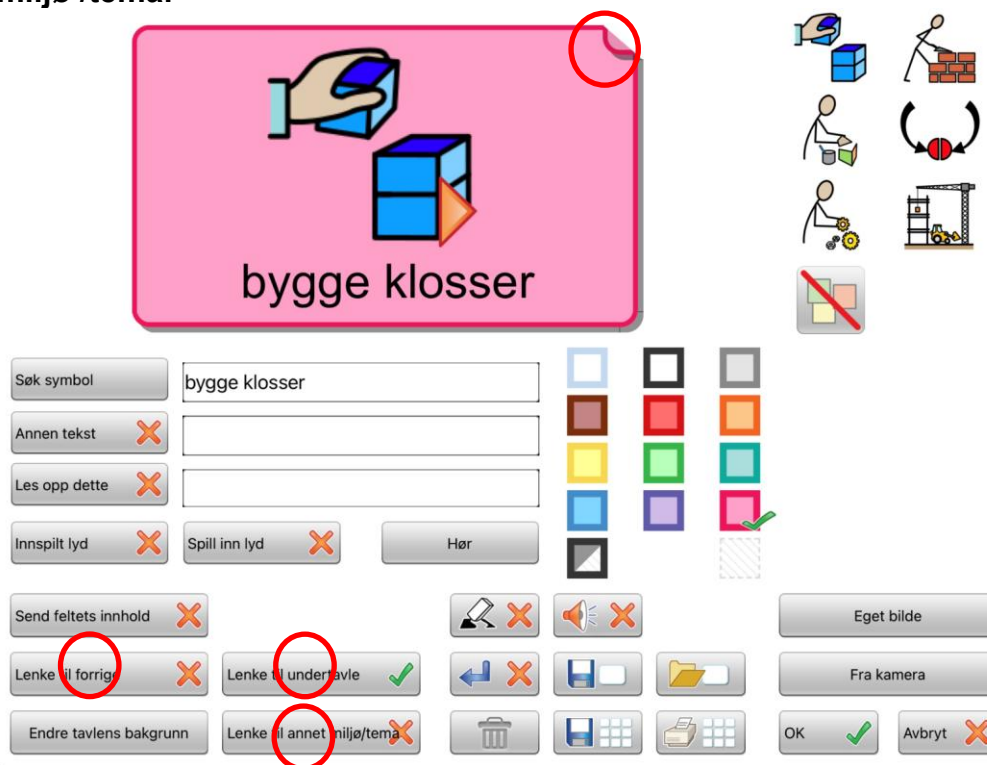 bygge klosser
Søk symbol
bygge klosser
Annen tekst
Les opp dette
Innspilt lyd
Spill inn lyd
Hør
Send feltets innhold
Eget bilde
Lenke til forrige
Lenke til undertavle
Fra kamera
Endre tavlens bakgrunn
Lenke til annet miljø/tema
OK
Avbryt